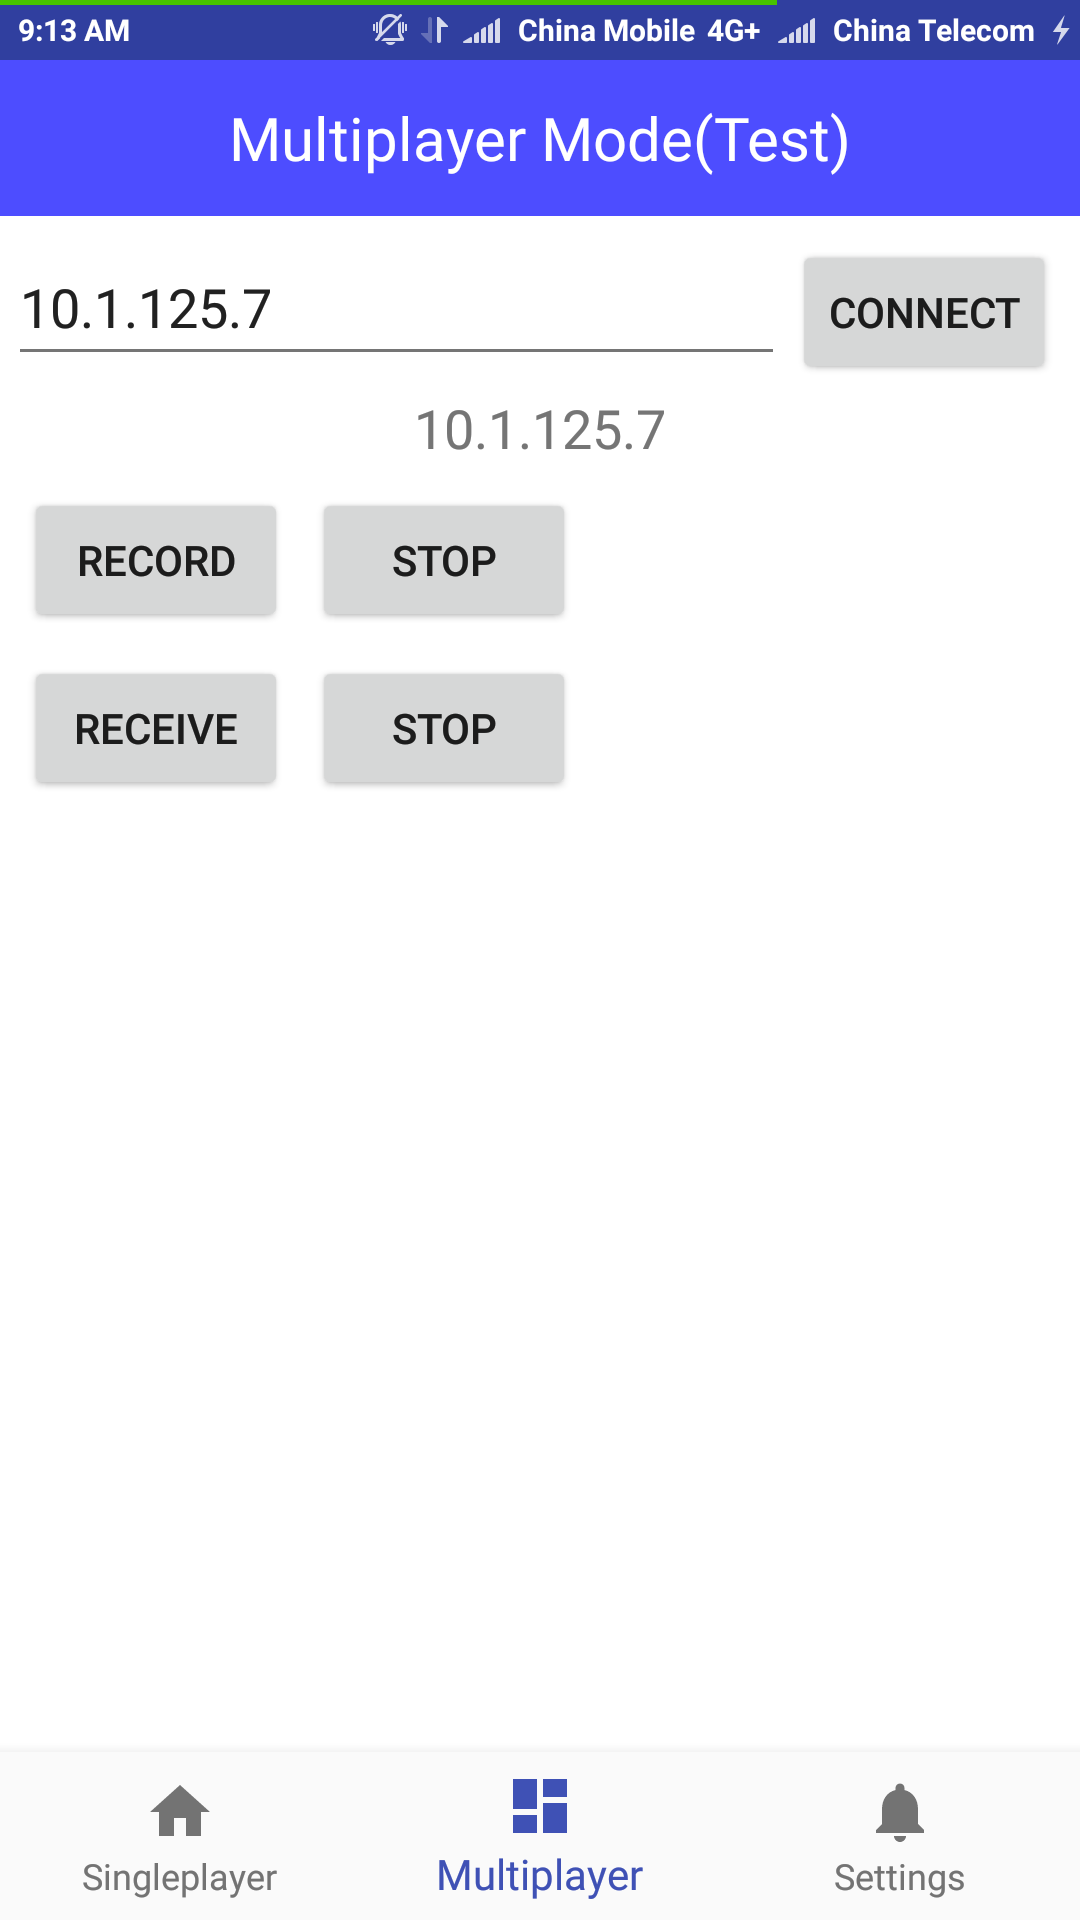 9:13 AM China Mobile 4G+ China Telecom
Multiplayer Mode(Test)
10.1.125.7 CONNECT
10.1.125.7
RECORD STOP
RECEIVE STOP
Singleplayer Multiplayer Settings